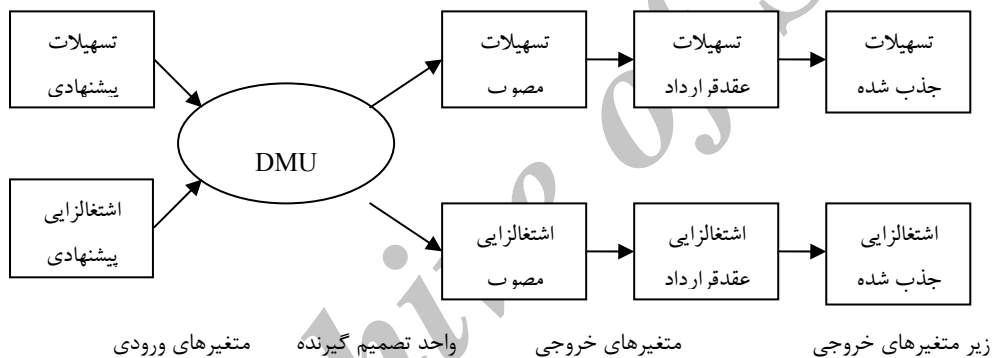 تسهیلات
پیشنهادی
تسهیلات
مصوب
تسهیلات
عقدقرارداد
تسهیلات
جذب شده
DMU
اشتغالزایی
پیشنهادی
اشتغالزایی
مصوب
اشتغالزایی
عقدقرارداد
اشتغالزایی
جذب شده
متغیرهای ورودی
واحد تصمیم گیرنده
متغیرهای خروجی
زیر متغیرهای خروجی